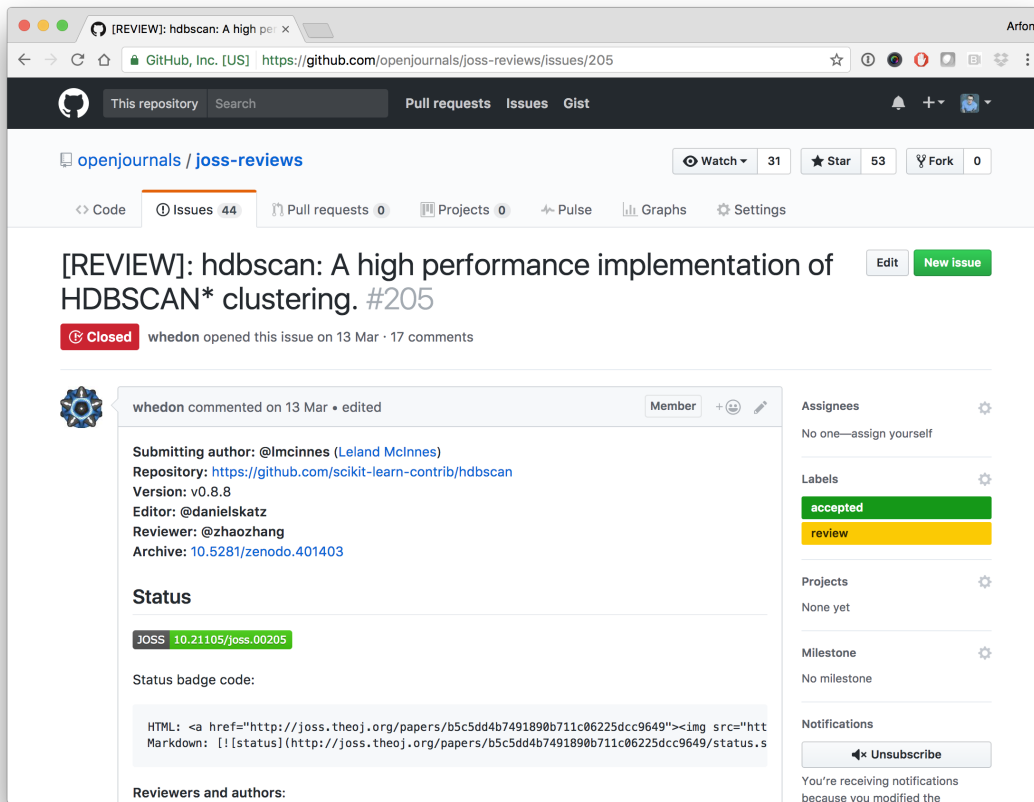 [REVIEW]: hdbscan: A high per
Arfon
GitHub, Inc. [US] https://github.com/openjournals/joss-reviews/issues/205
This repository Search Pull requests Issues Gist
openjournals / joss-reviews
Watch 31 Star 53 Fork 0
Code Issues 44 Pull requests 0 Projects 0 Pulse Graphs Settings
[REVIEW]: hdbscan: A high performance implementation of
HDBSCAN* clustering. #205
Edit New issue
Closed whedon opened this issue on 13 Mar · 17 comments
whedon commented on 13 Mar • edited
Member
Submitting author: @lmcinnes (Leland McInnes)
Repository: https://github.com/scikit-learn-contrib/hdbscan
Version: v0.8.8
Editor: @danielskatz
Reviewer: @zhaozhang
Archive: 10.5281/zenodo.401403
Status
JOSS 10.21105/joss.00205
Status badge code:
HTML: <a href="http://joss.theoj.org/papers/b5c5dd4b7491890b711c06225dcc9649"><img src="htt
Markdown: [![status](http://joss.theoj.org/papers/b5c5dd4b7491890b711c06225dcc9649/status.s
Reviewers and authors:
Assignees
No one—assign yourself
Labels
accepted
review
Projects
None yet
Milestone
No milestone
Notifications
Unsubscribe
You're receiving notifications
because you modified the